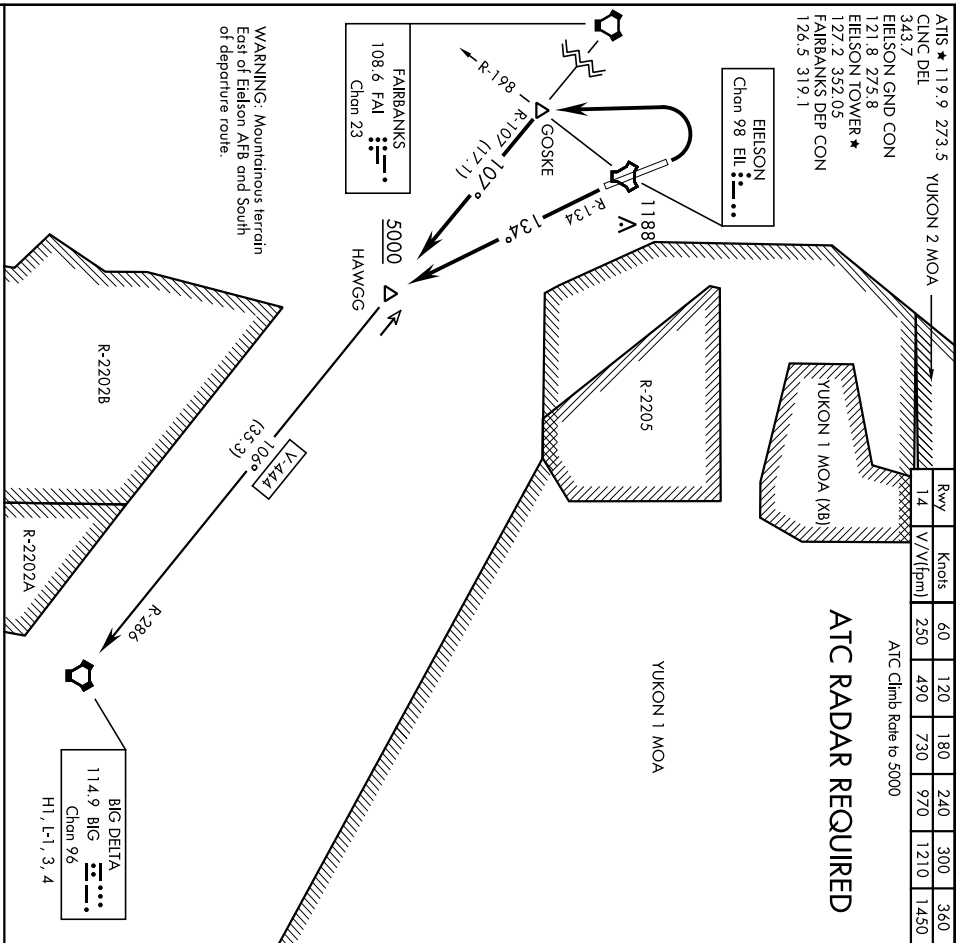 ATIS ★ 119.9 273.5
CLNC DEL
343.7
EIELSON GND CON
121.8 275.8
EIELSON TOWER ★
127.2 352.05
FAIRBANKS DEP CON
126.5 319.1
YUKON 2 MOA
Rwy Knots 60 120 180 240 300 360
14 V/V(fpm) 250 490 730 970 1210 1450
ATC Climb Rate to 5000
ATC RADAR REQUIRED
YUKON 1 MOA (XB)
EIELSON
Chan 98 EIL
R-2205
YUKON 1 MOA
1188
R-134
134°
GOSKE
R-198
R-107
(17.1)
107°
FAIRBANKS
108.6 FAI
Chan 23
5000
HAWGG
V-444
106°
(35.3)
R-286
WARNING: Mountainous terrain
East of Eielson AFB and South
of departure route.
R-2202B
R-2202A
BIG DELTA
114.9 BIG
Chan 96
H1, L-1, 3, 4